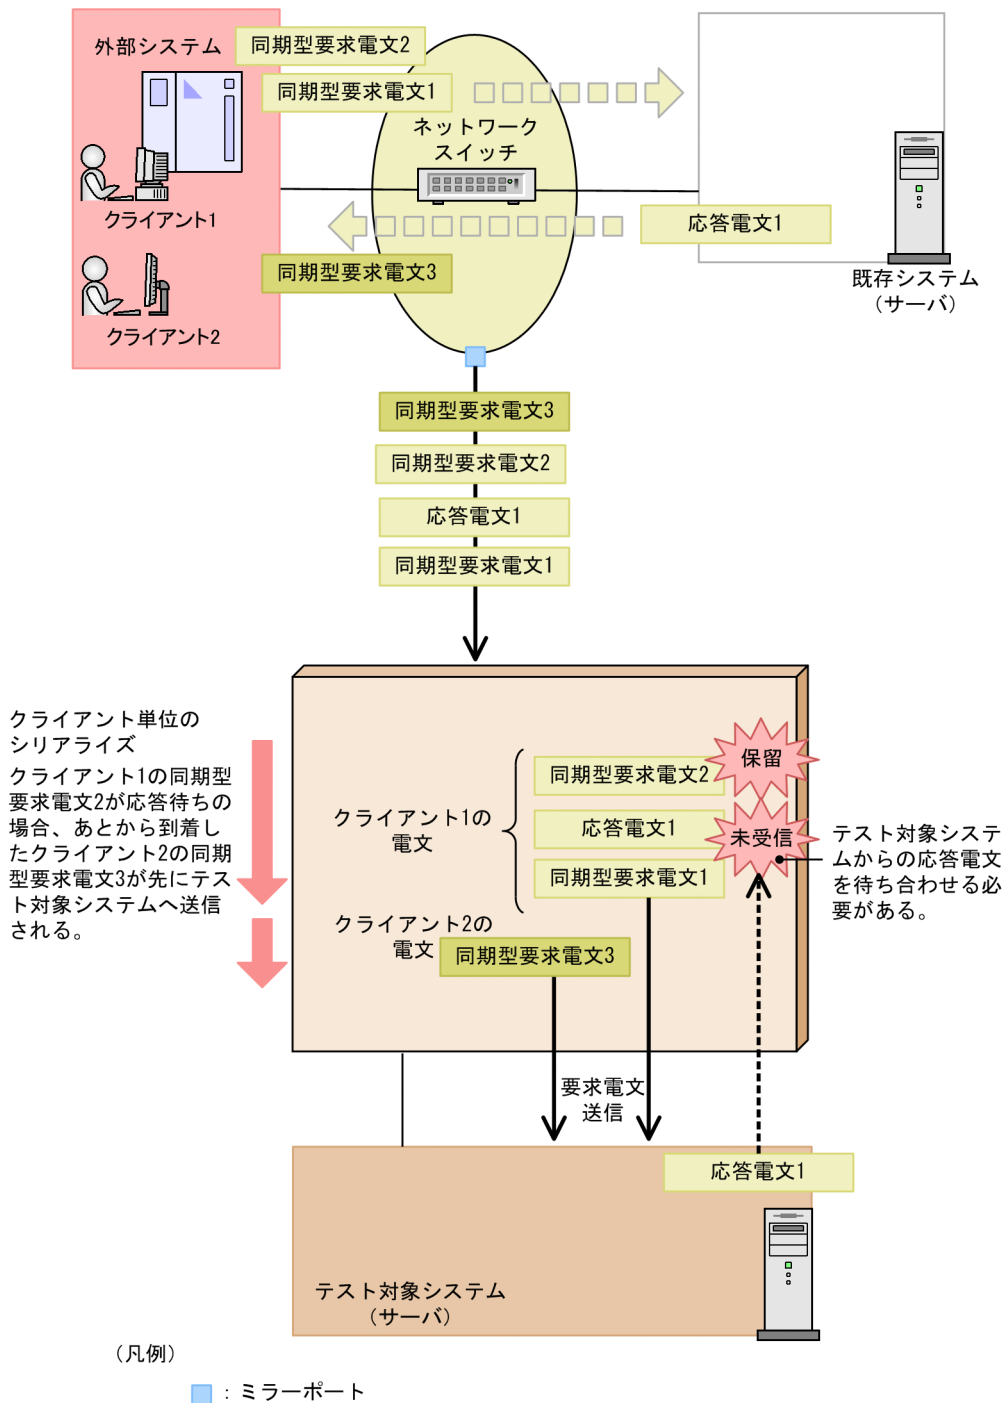 外部システム
同期型要求電文2
同期型要求電文1
ネットワーク
スイッチ
クライアント1
応答電文1
同期型要求電文3
クライアント2
既存システム
（サーバ）
同期型要求電文3
同期型要求電文2
応答電文1
同期型要求電文1
クライアント単位の
シリアライズ
クライアント1の同期型
要求電文2が応答待ちの
場合、あとから到着し
たクライアント2の同期
型要求電文3が先にテス
ト対象システムへ送信
される。
クライアント1の
電文
同期型要求電文2
保留
応答電文1
未受信
同期型要求電文1
テスト対象システ
ムからの応答電文
を待ち合わせる必
要がある。
クライアント2の
電文
同期型要求電文3
要求電文
送信
応答電文1
テスト対象システム
（サーバ）
（凡例）
：ミラーポート